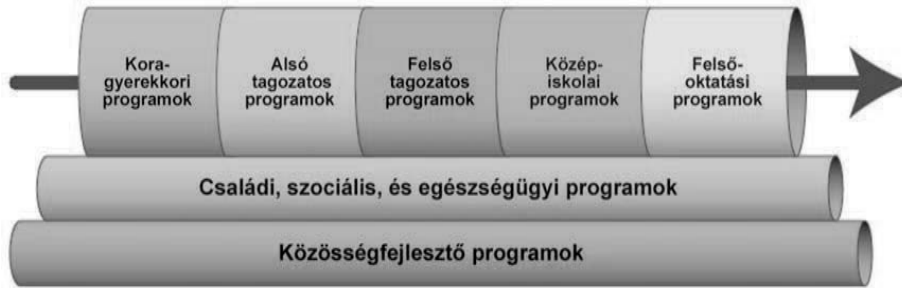 Kora-
gyerekkori
programok
Alsó
tagozatos
programok
Felső
tagozatos
programok
Közép-
iskolai
programok
Felső-
oktatási
programok
Családi, szociális, és egészségügyi programok
Közösségfejlesztő programok